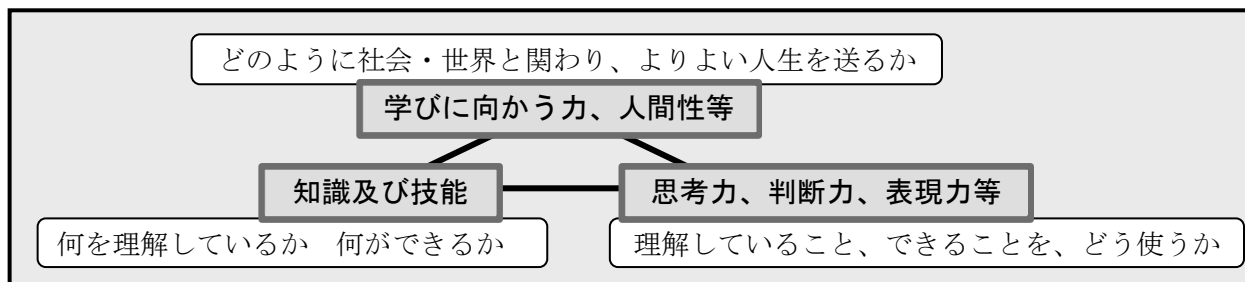 どのように社会・世界と関わり、よりよい人生を送るか
学びに向かう力、人間性等
知識及び技能
思考力、判断力、表現力等
何を理解しているか　何ができるか
理解していること、できることを、どう使うか